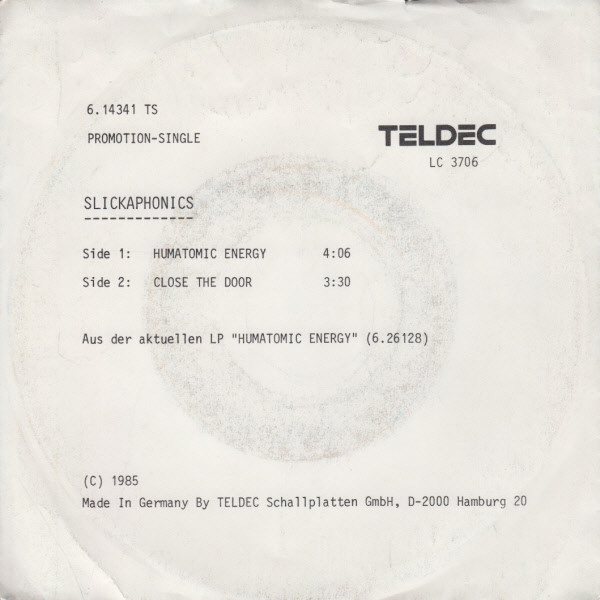 6.14341 TS
PROMOTION-SINGLE
TELDEC
LC 3706
SLICKAPHONICS
-------------
Side 1: HUMATOMIC ENERGY 4:06
Side 2: CLOSE THE DOOR 3:30
Aus der aktuellen LP "HUMATOMIC ENERGY" (6.26128)
(C) 1985
Made In Germany By TELDEC Schallplatten GmbH, D-2000 Hamburg 20